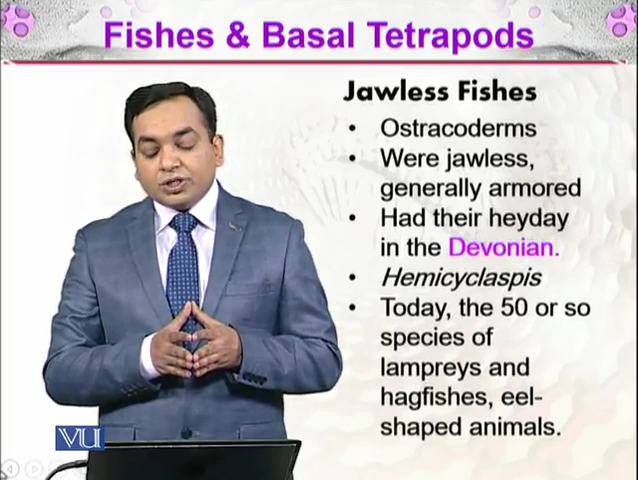 Fishes & Basal Tetrapods
Jawless Fishes
• Ostracoderms
• Were jawless,
generally armored
• Had their heyday
in the Devonian.
• Hemicyclaspis
• Today, the 50 or so
species of
lampreys and
hagfishes, eel-
shaped animals.
VU